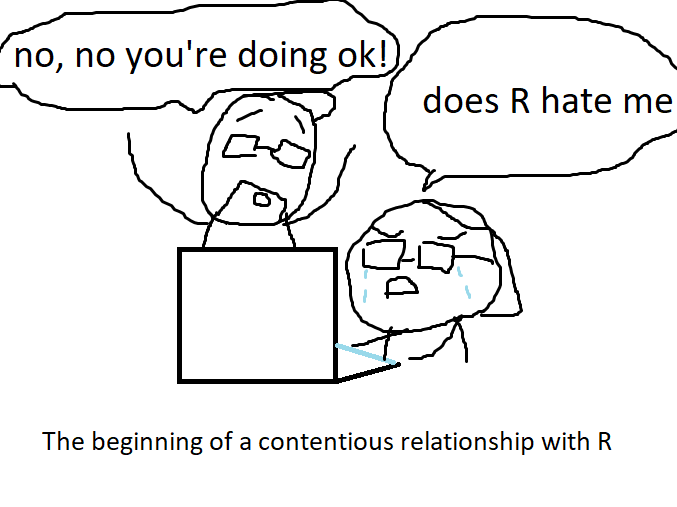 no, no you're doing ok!
does R hate me
The beginning of a contentious relationship with R